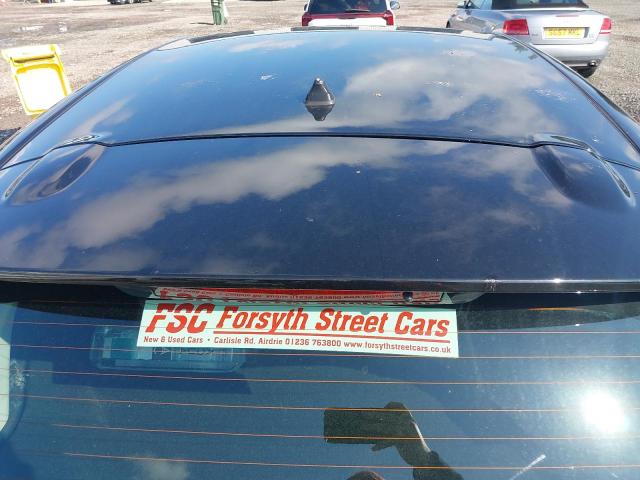 FSC Forsyth Street Cars
New & Used Cars • Carlisle Rd, Airdrie 01236 763800 www.forsythstreetcars.co.uk